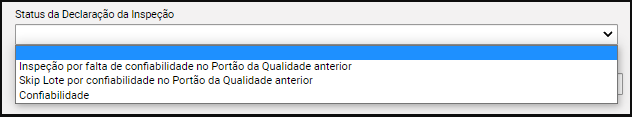 Status da Declaração da Inspeção
Inspeção por falta de confiabilidade no Portão da Qualidade anterior
Skip Lote por confiabilidade no Portão da Qualidade anterior
Confiabilidade